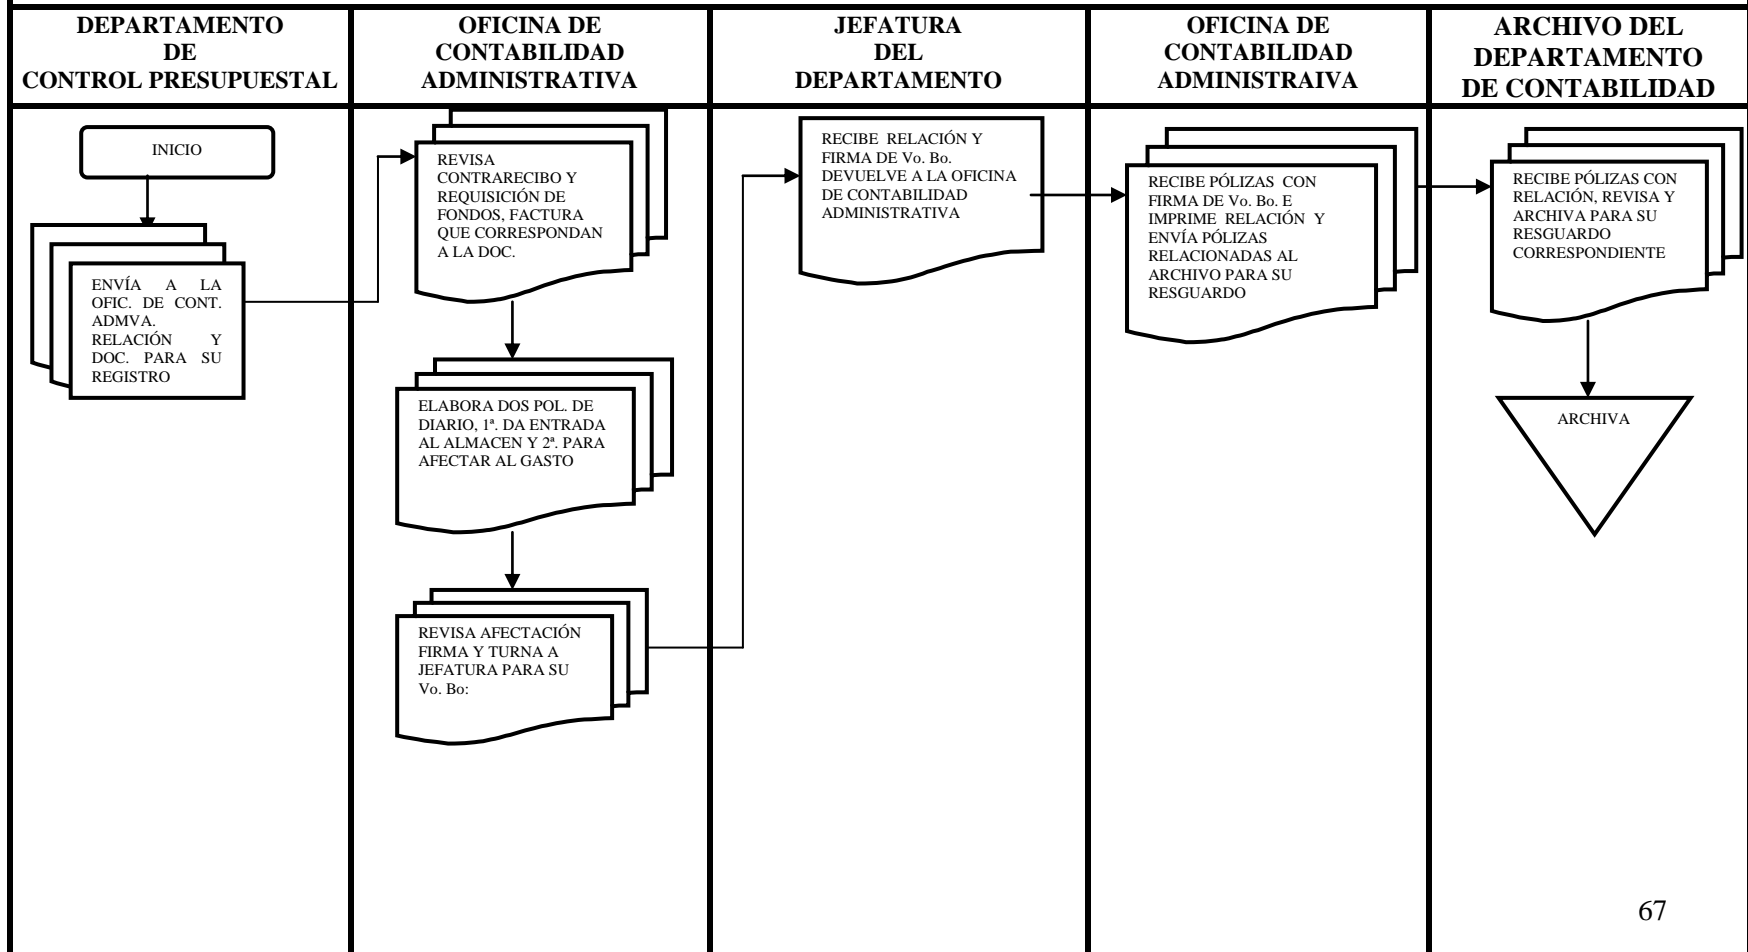 DEPARTAMENTO
DE
CONTROL PRESUPUESTAL
OFICINA DE
CONTABILIDAD
ADMINISTRATIVA
JEFATURA
DEL
DEPARTAMENTO
OFICINA DE
CONTABILIDAD
ADMINISTRAIVA
ARCHIVO DEL
DEPARTAMENTO
DE CONTABILIDAD
INICIO
ENVÍA A LA
OFIC. DE CONT.
ADMVA.
RELACIÓN Y
DOC. PARA SU
REGISTRO
REVISA
CONTRARECIBO Y
REQUISICIÓN DE
FONDOS, FACTURA
QUE CORRESPONDAN
A LA DOC.
ELABORA DOS POL. DE
DIARIO, 1ª. DA ENTRADA
AL ALMACEN Y 2ª. PARA
AFECTAR AL GASTO
REVISA AFECTACIÓN
FIRMA Y TURNA A
JEFATURA PARA SU
Vo. Bo:
RECIBE RELACIÓN Y
FIRMA DE Vo. Bo.
DEVUELVE A LA OFICINA
DE CONTABILIDAD
ADMINISTRATIVA
RECIBE PÓLIZAS CON
FIRMA DE Vo. Bo. E
IMPRIME RELACIÓN Y
ENVÍA PÓLIZAS
RELACIONADAS AL
ARCHIVO PARA SU
RESGUARDO
RECIBE PÓLIZAS CON
RELACIÓN, REVISA Y
ARCHIVA PARA SU
RESGUARDO
CORRESPONDIENTE
ARCHIVA
67